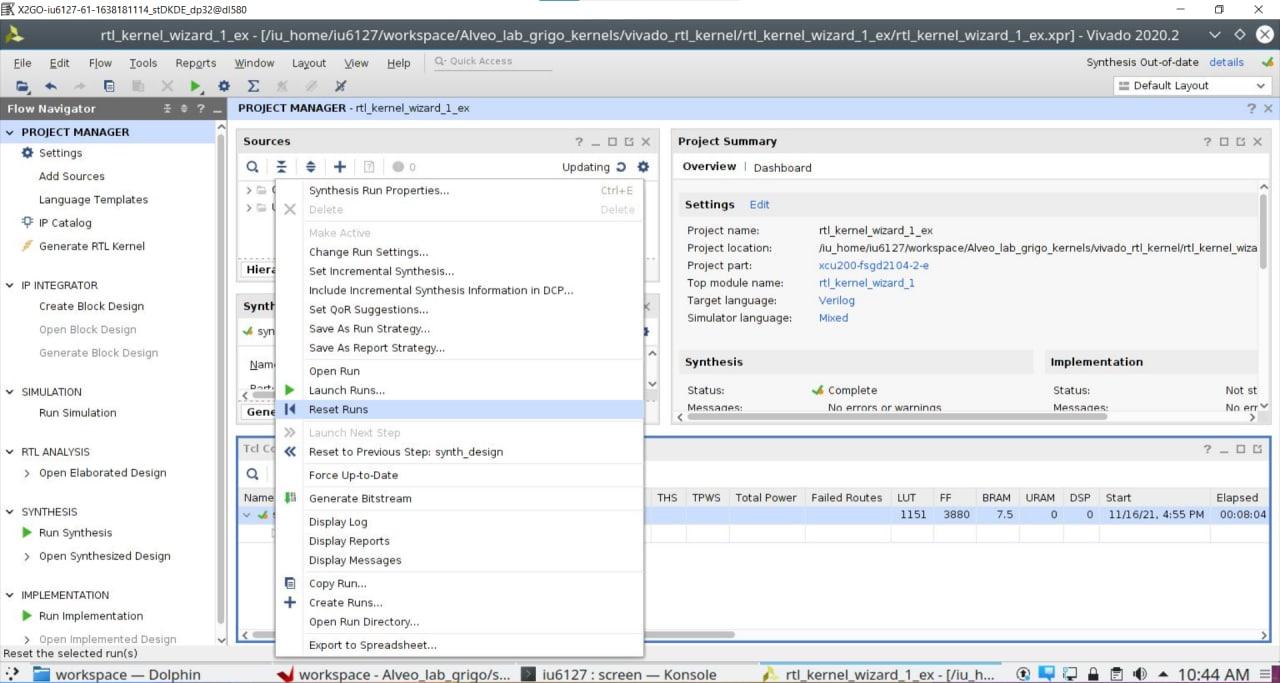 X2GO-iu6127-61-1638181114_stDKDE_dp32@dl580
rtl_kernel_wizard_1_ex - [/iu_home/iu6127/workspace/Alveo_lab_grigo_kernels/vivado_rtl_kernel/rtl_kernel_wizard_1_ex/rtl_kernel_wizard_1_ex.xpr] - Vivado 2020.2
File Edit Flow Tools Reports Window Layout View Help Quick Access
Synthesis Out-of-date details
Default Layout
Flow Navigator
PROJECT MANAGER
Settings
Add Sources
Language Templates
IP Catalog
Generate RTL Kernel
IP INTEGRATOR
Create Block Design
Open Block Design
Generate Block Design
SIMULATION
Run Simulation
RTL ANALYSIS
Open Elaborated Design
SYNTHESIS
Run Synthesis
Open Synthesized Design
IMPLEMENTATION
Run Implementation
Open Implemented Design
Reset the selected run(s)
PROJECT MANAGER - rtl_kernel_wizard_1_ex
Sources
0 Updating
Hiera
Synth
syn
Name
Part:
Gene
Synthesis Run Properties... Ctrl+E
Delete Delete
Make Active
Change Run Settings...
Set Incremental Synthesis...
Include Incremental Synthesis Information in DCP...
Set QoR Suggestions...
Save As Run Strategy...
Save As Report Strategy...
Open Run
Launch Runs...
Reset Runs
Launch Next Step
Reset to Previous Step: synth_design
Force Up-to-Date
Generate Bitstream
Display Log
Display Reports
Display Messages
Copy Run...
Create Runs...
Open Run Directory...
Export to Spreadsheet...
Project Summary
Overview Dashboard
Settings Edit
Project name: rtl_kernel_wizard_1_ex
Project location: /iu_home/iu6127/workspace/Alveo_lab_grigo_kernels/vivado_rtl_kernel/rtl_kernel_wiza
Project part: xcu200-fsgd2104-2-e
Top module name: rtl_kernel_wizard_1
Target language: Verilog
Simulator language: Mixed
Synthesis Implementation
Status: Complete Status: Not st
Messages: No errors or warnings Messages: No err
Tcl Co
Name THS TPWS Total Power Failed Routes LUT FF BRAM URAM DSP Start Elapsed
1151 3880 7.5 0 0 11/16/21, 4:55 PM 00:08:04
workspace — Dolphin workspace - Alveo_lab_grigo/s... iu6127 : screen — Konsole rtl_kernel_wizard_1_ex - [/iu_h... 10:44 AM